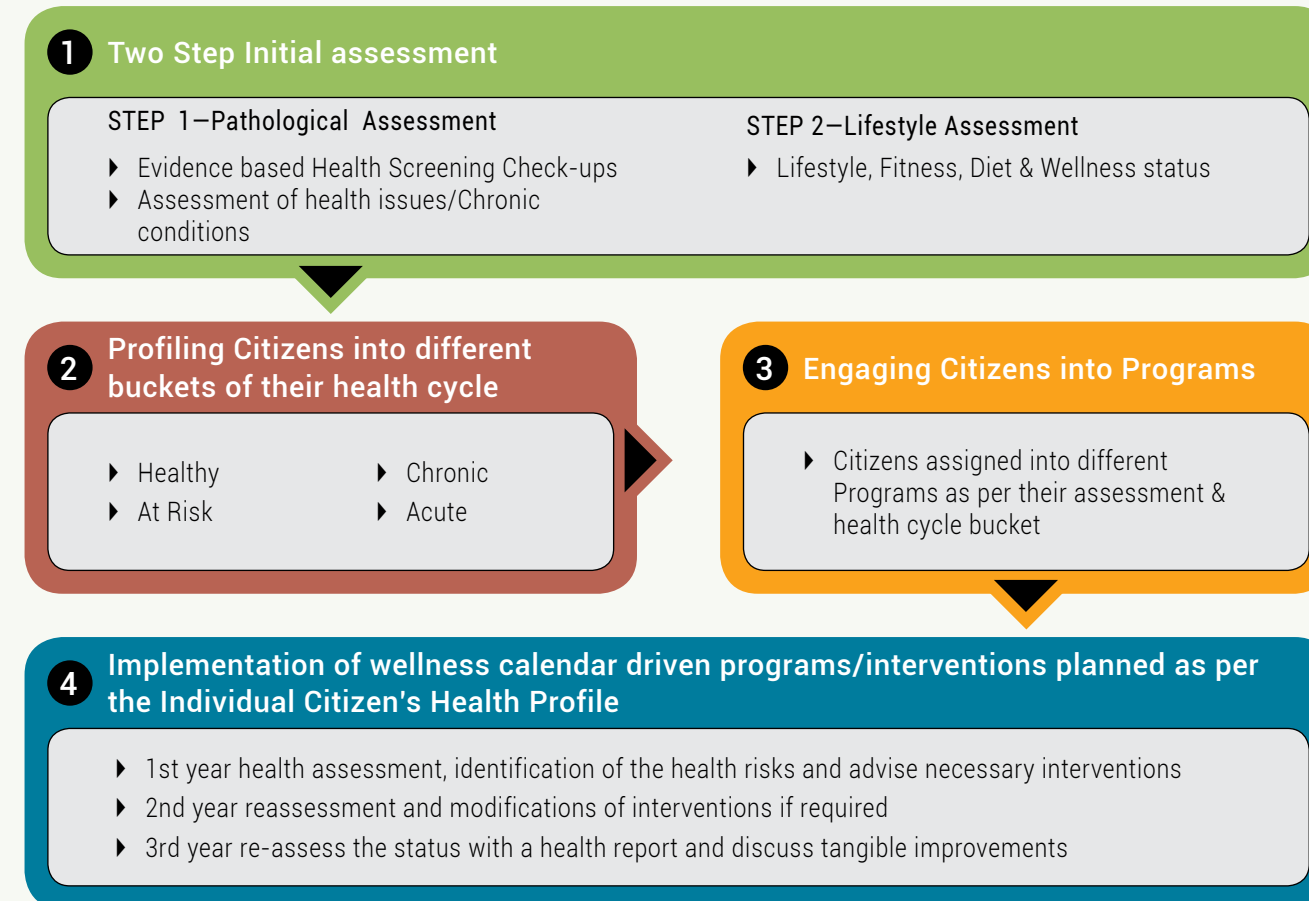 1 Two Step Initial assessment
STEP 1—Pathological Assessment
Evidence based Health Screening Check-ups
Assessment of health issues/Chronic
conditions
STEP 2—Lifestyle Assessment
Lifestyle, Fitness, Diet & Wellness status
2 Profiling Citizens into different
buckets of their health cycle
Healthy
At Risk
Chronic
Acute
3 Engaging Citizens into Programs
Citizens assigned into different
Programs as per their assessment &
health cycle bucket
4 Implementation of wellness calendar driven programs/interventions planned as per
the Individual Citizen's Health Profile
1st year health assessment, identification of the health risks and advise necessary interventions
2nd year reassessment and modifications of interventions if required
3rd year re-assess the status with a health report and discuss tangible improvements